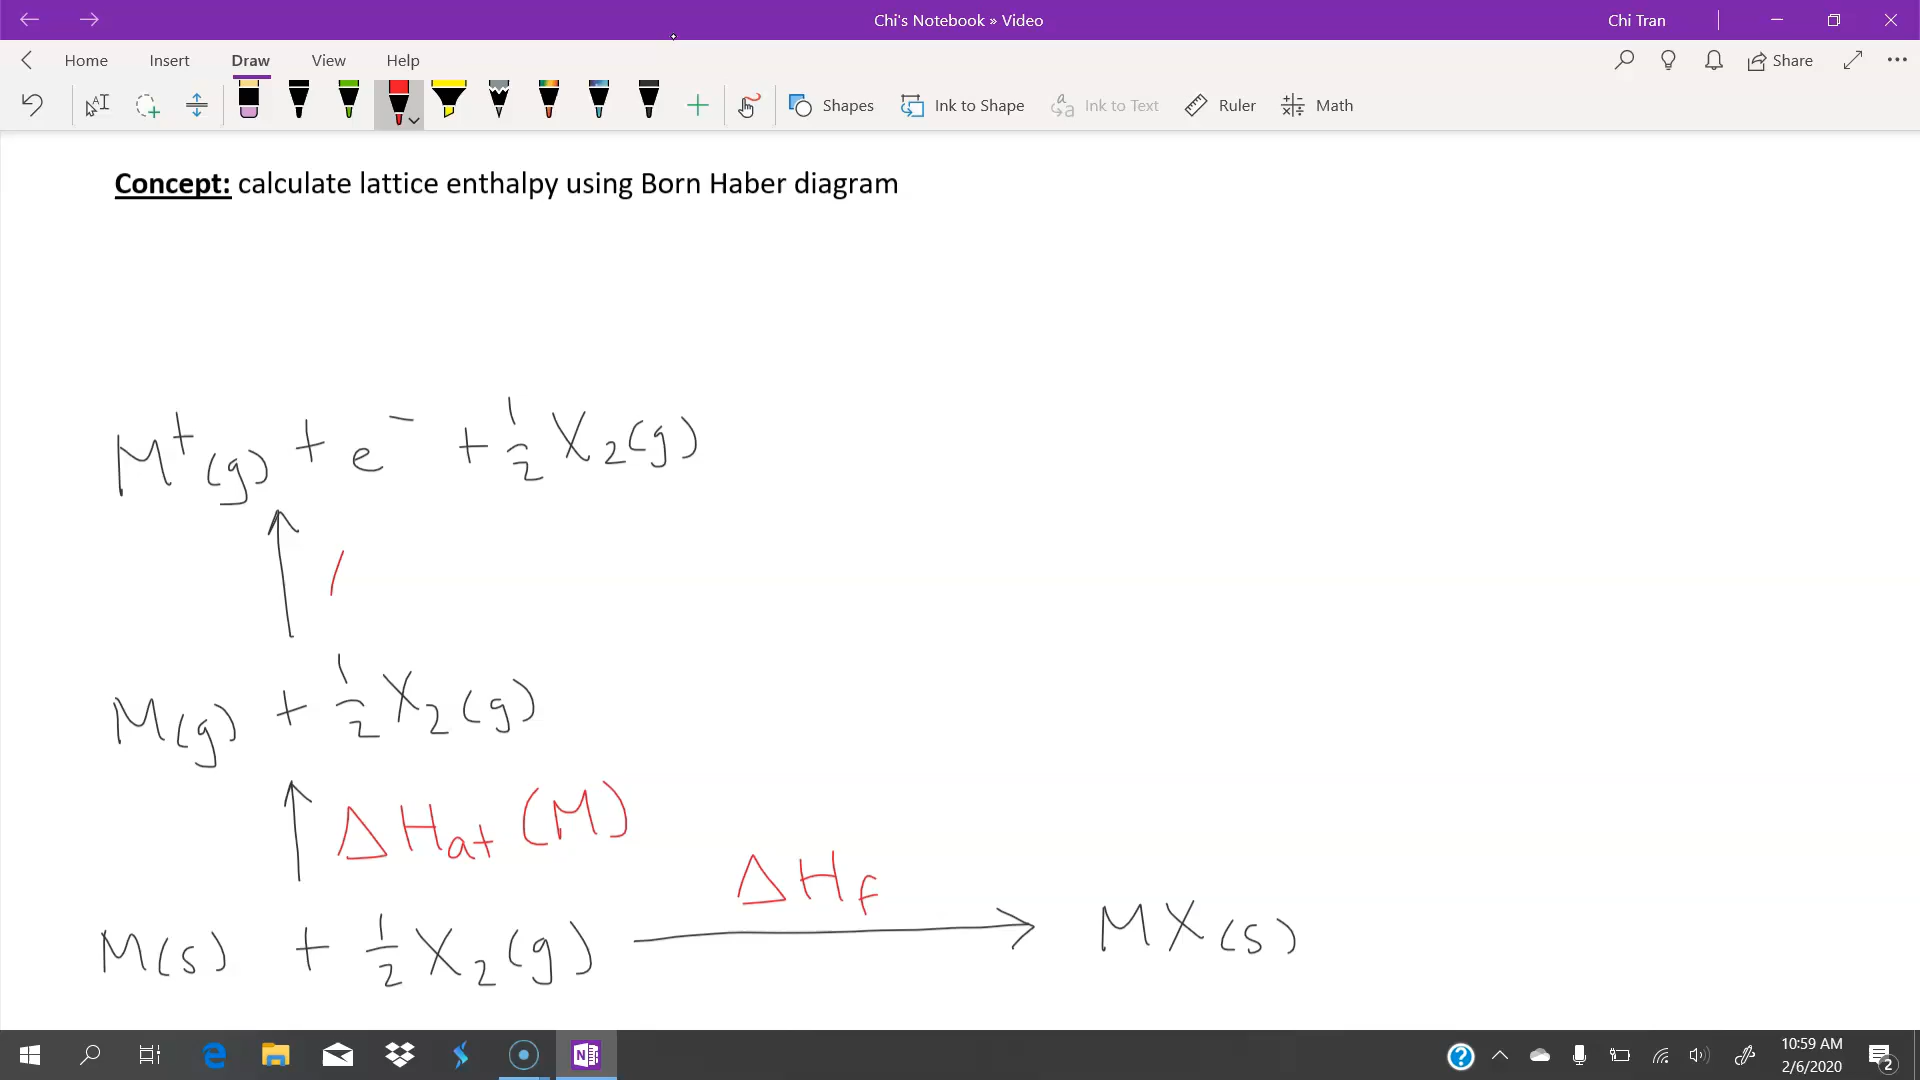 Chi's Notebook » Video
Chi Tran
Home Insert Draw View Help Share
Shapes Ink to Shape Ink to Text Ruler Math
Concept: calculate lattice enthalpy using Born Haber diagram
M⁺(g) + e⁻ + ½ X₂(g)
M(g) + ½ X₂(g)
ΔHat (M)
ΔHf
M(s) + ½ X₂(g) → MX(s)
10:59 AM
2/6/2020
2